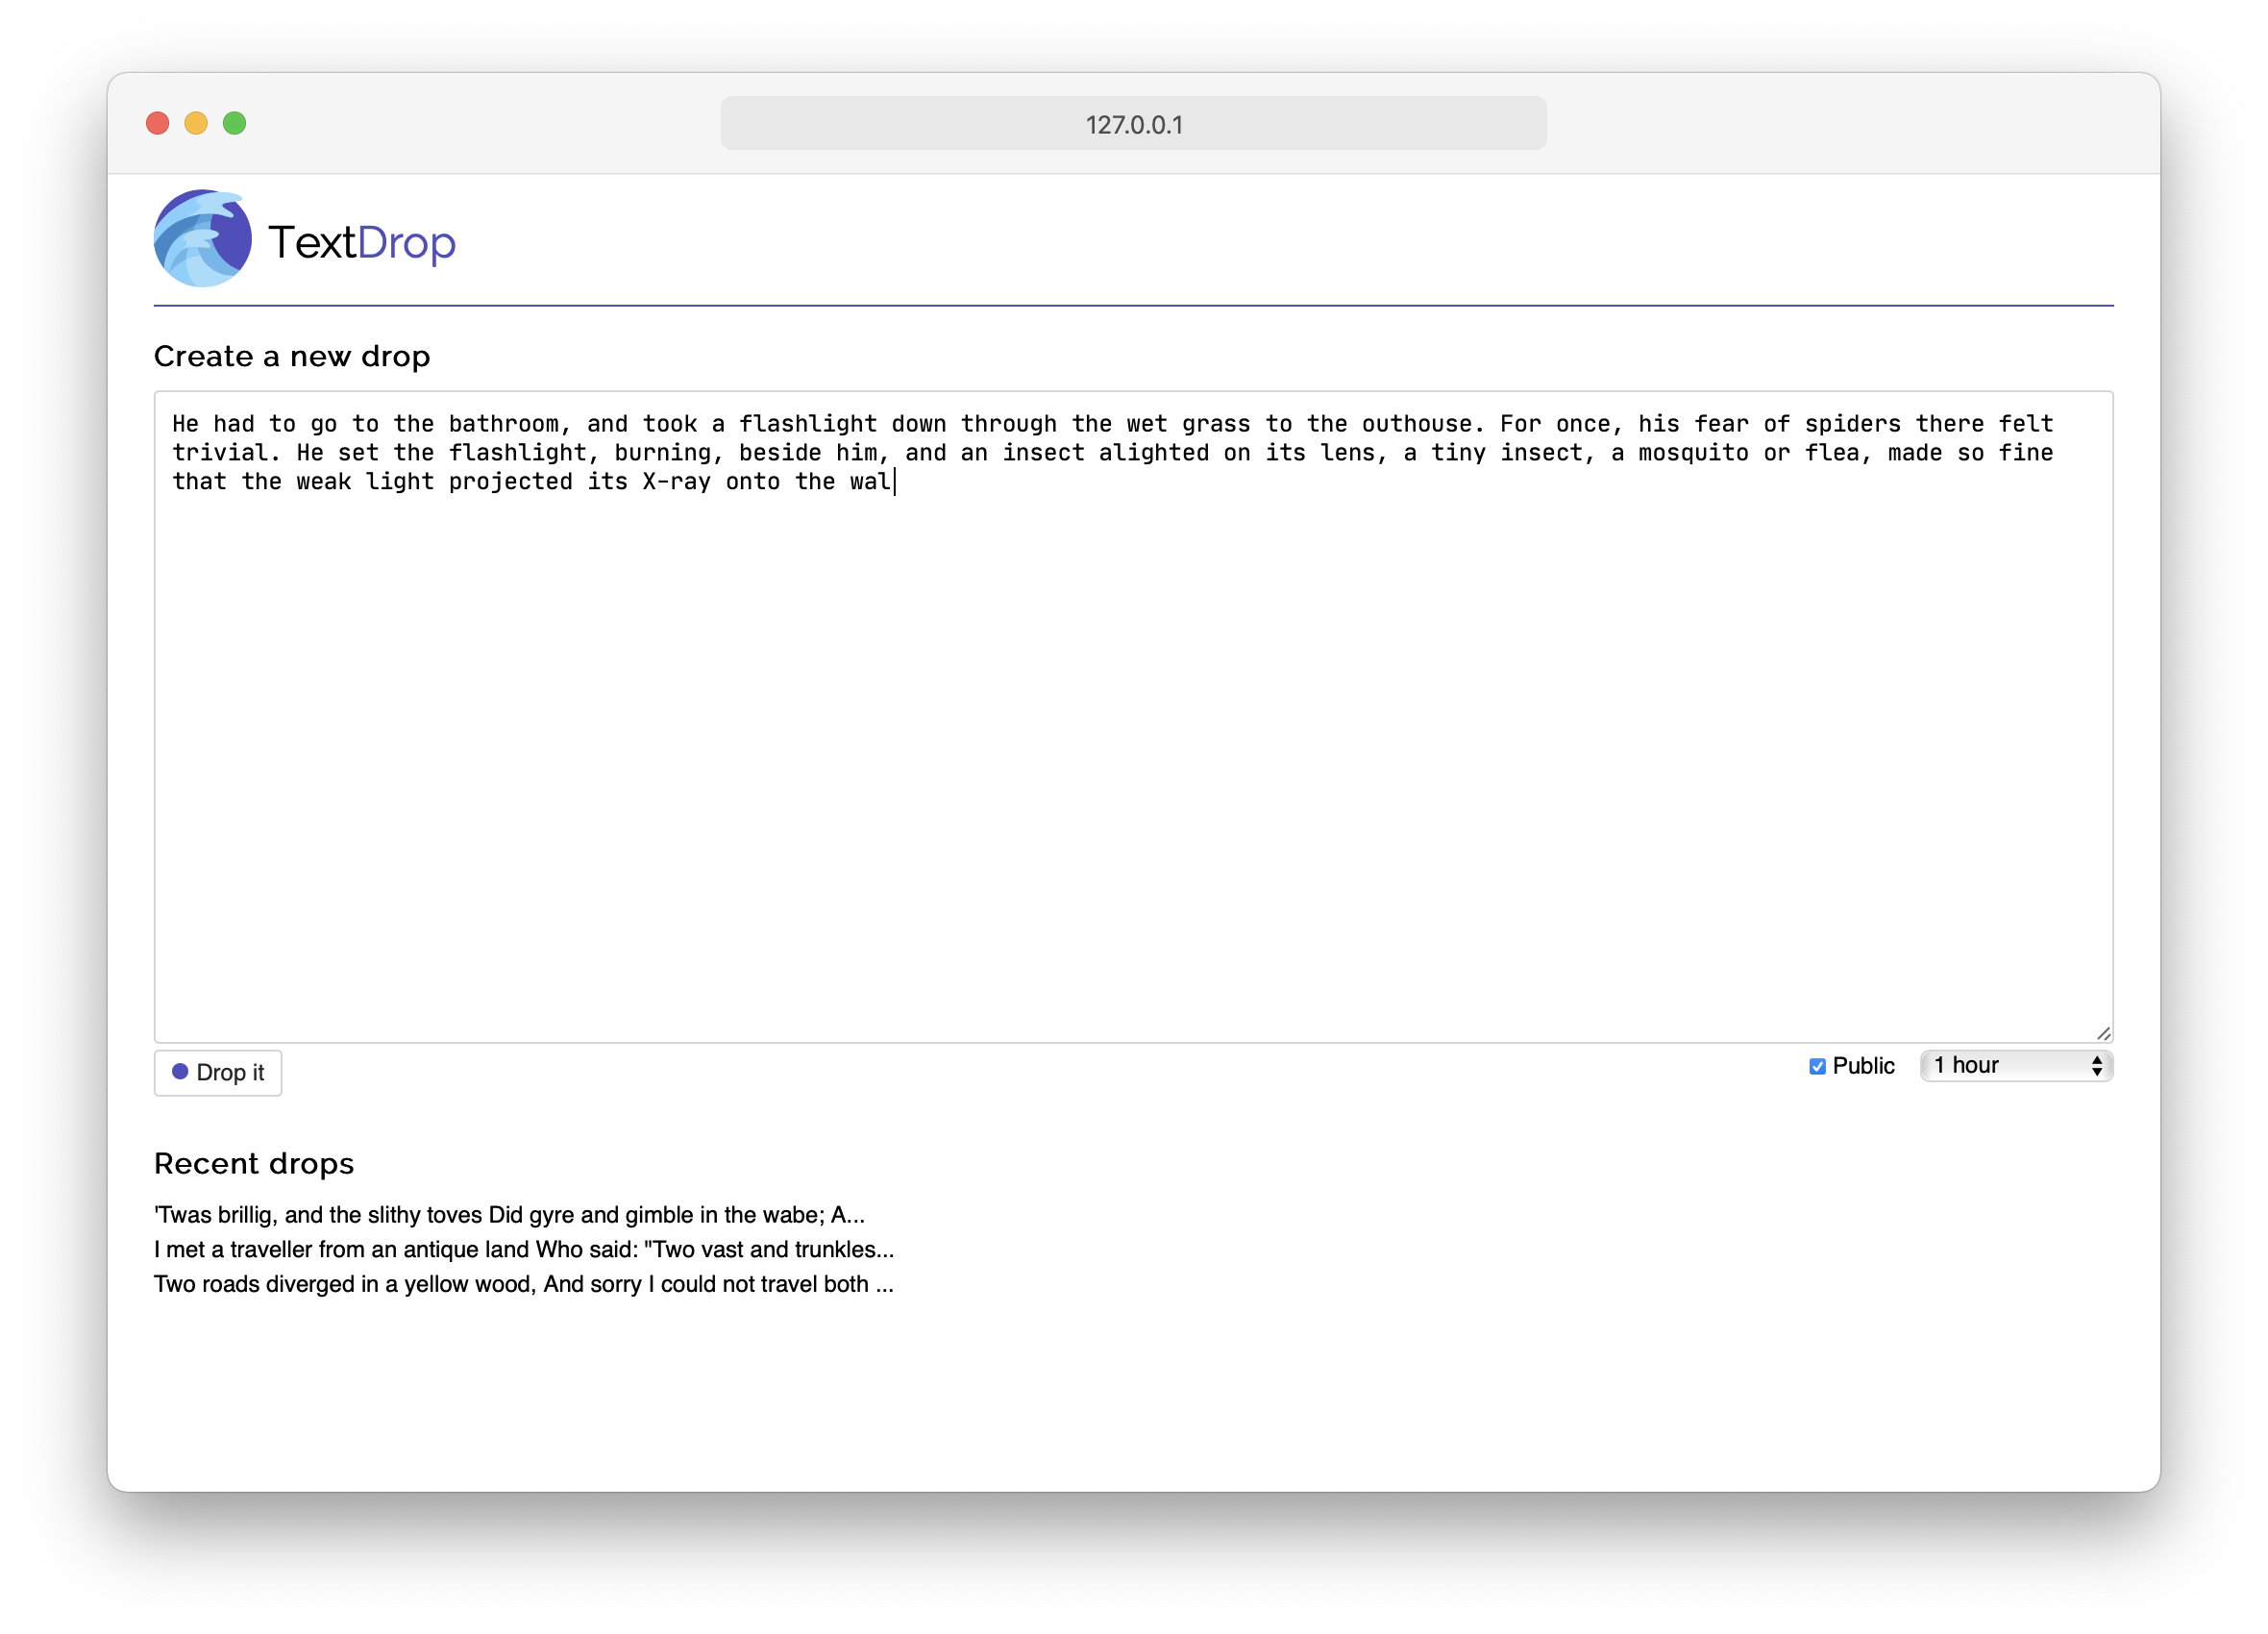 127.0.0.1
TextDrop
Create a new drop
He had to go to the bathroom, and took a flashlight down through the wet grass to the outhouse. For once, his fear of spiders there felt
trivial. He set the flashlight, burning, beside him, and an insect alighted on its lens, a tiny insect, a mosquito or flea, made so fine
that the weak light projected its X-ray onto the wal
Drop it
Public
1 hour
Recent drops
'Twas brillig, and the slithy toves Did gyre and gimble in the wabe; A...
I met a traveller from an antique land Who said: "Two vast and trunkles...
Two roads diverged in a yellow wood, And sorry I could not travel both ...